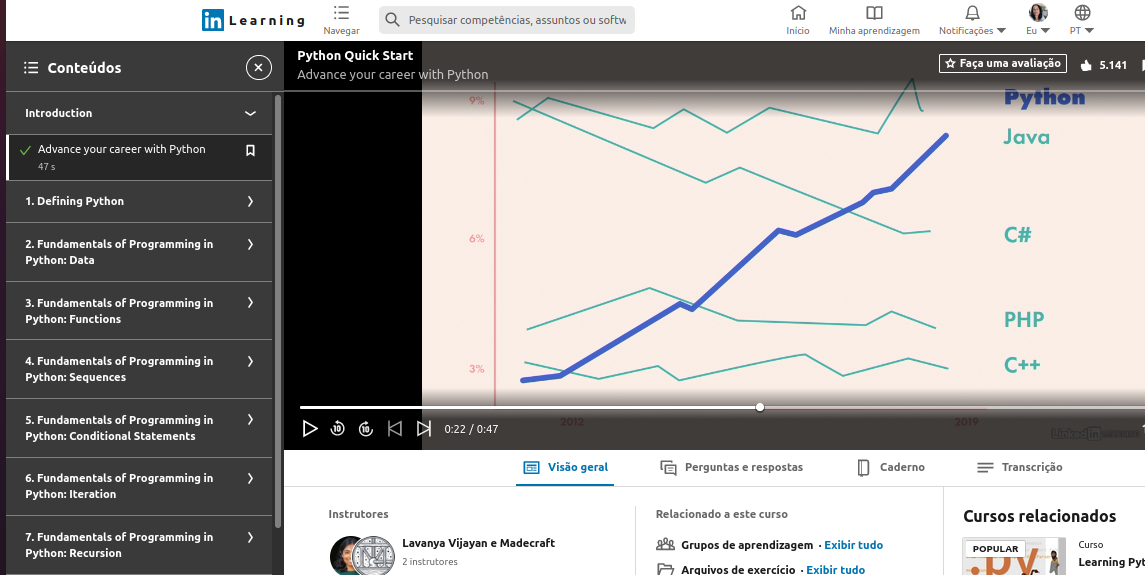 in Learning
Navegar
Pesquisar competências, assuntos ou softw
Início
Minha aprendizagem
Notificações
Eu
PT
Conteúdos
Introduction
Advance your career with Python
47 s
1. Defining Python
2. Fundamentals of Programming in
Python: Data
3. Fundamentals of Programming in
Python: Functions
4. Fundamentals of Programming in
Python: Sequences
5. Fundamentals of Programming in
Python: Conditional Statements
6. Fundamentals of Programming in
Python: Iteration
7. Fundamentals of Programming in
Python: Recursion
Python Quick Start
Advance your career with Python
Faça uma avaliação
5.141
9%
6%
3%
Python
Java
C#
PHP
C++
2012
2019
10
10
0:22 / 0:47
Linked in
Visão geral
Perguntas e respostas
Caderno
Transcrição
Instrutores
Lavanya Vijayan e Madecraft
2 instrutores
Relacionado a este curso
Grupos de aprendizagem · Exibir tudo
Arquivos de exercício · Exibir tudo
Cursos relacionados
POPULAR
.py
Curso
Learning Pyt